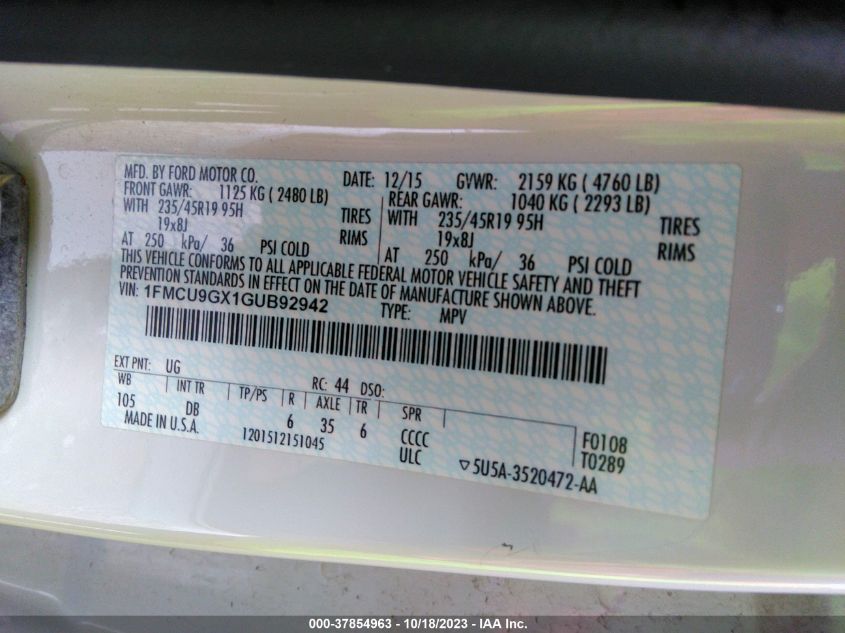 MFD. BY FORD MOTOR CO. DATE: 12/15 GVWR: 2159 KG ( 4760 LB)
FRONT GAWR: 1125 KG ( 2480 LB) REAR GAWR: 1040 KG ( 2293 LB)
WITH 235/45R19 95H TIRES WITH 235/45R19 95H TIRES
19x8J RIMS 19x8J RIMS
AT 250 kPa/ 36 PSI COLD AT 250 kPa/ 36 PSI COLD
THIS VEHICLE CONFORMS TO ALL APPLICABLE FEDERAL MOTOR VEHICLE SAFETY AND THEFT
PREVENTION STANDARDS IN EFFECT ON THE DATE OF MANUFACTURE SHOWN ABOVE.
VIN: 1FMCU9GX1GUB92942 TYPE: MPV
EXT PNT: UG RC: 44 DSO:
WB INT TR TP/PS R AXLE TR SPR
105 DB 6 35 6 CCCC F0108
MADE IN U.S.A. 1201512151045 ULC T0289
▽5U5A-3520472-AA
000-37854963 - 10/18/2023 - IAA Inc.